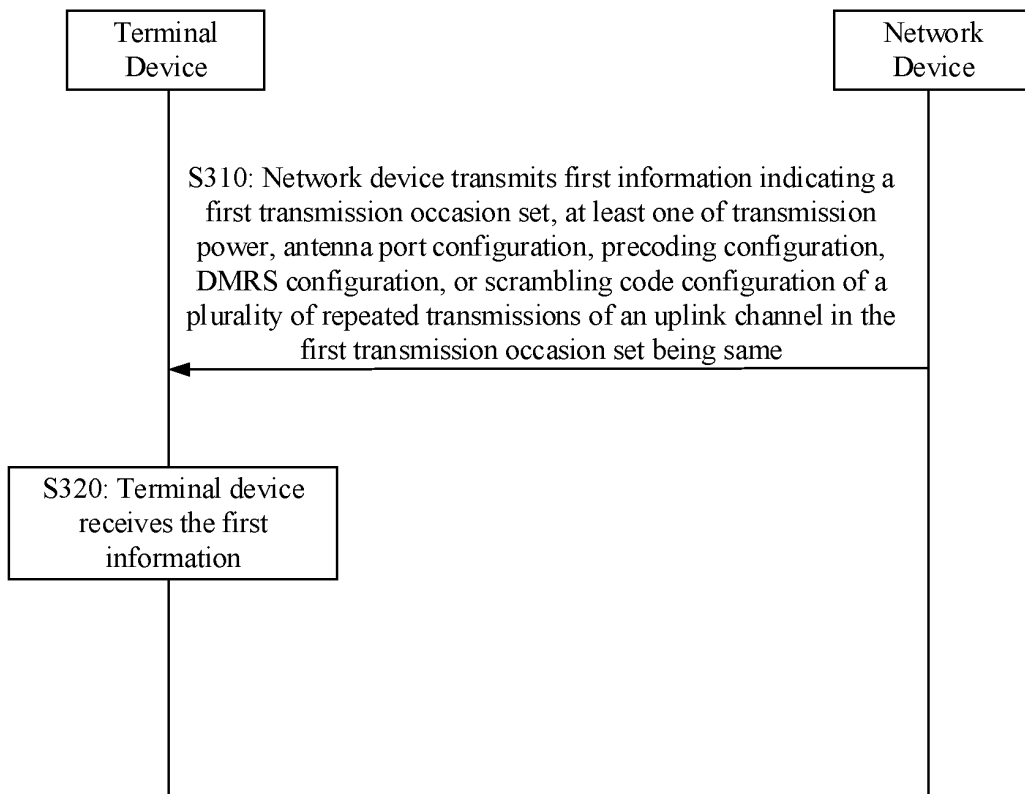 Terminal
Device
Network
Device
S310: Network device transmits first information indicating a
first transmission occasion set, at least one of transmission
power, antenna port configuration, precoding configuration,
DMRS configuration, or scrambling code configuration of a
plurality of repeated transmissions of an uplink channel in the
first transmission occasion set being same
S320: Terminal device
receives the first
information